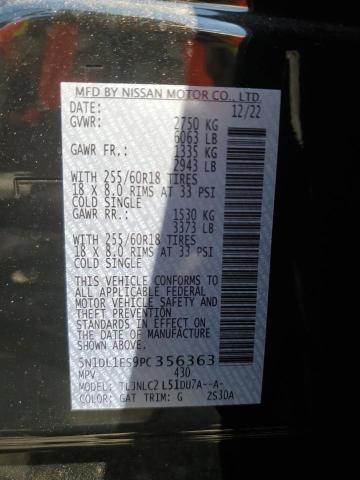 MFD BY NISSAN MOTOR CO., LTD.
DATE: 12/22
GVWR: 2750 KG
6063 LB
GAWR FR.: 1335 KG
2943 LB
WITH 255/60R18 TIRES
18 X 8.0 RIMS AT 33 PSI
COLD SINGLE
GAWR RR.: 1530 KG
3373 LB
WITH 255/60R18 TIRES
18 X 8.0 RIMS AT 33 PSI
COLD SINGLE
THIS VEHICLE CONFORMS TO
ALL APPLICABLE FEDERAL
MOTOR VEHICLE SAFETY
AND THEFT PREVENTION
STANDARDS IN EFFECT ON
THE DATE OF MANUFACTURE
SHOWN ABOVE.
5N1DL1ES9PC356363
MPV 430
MODEL: TLJNLC2 L51DU7A--A-
COLOR: GAT TRIM: G ZS3DA